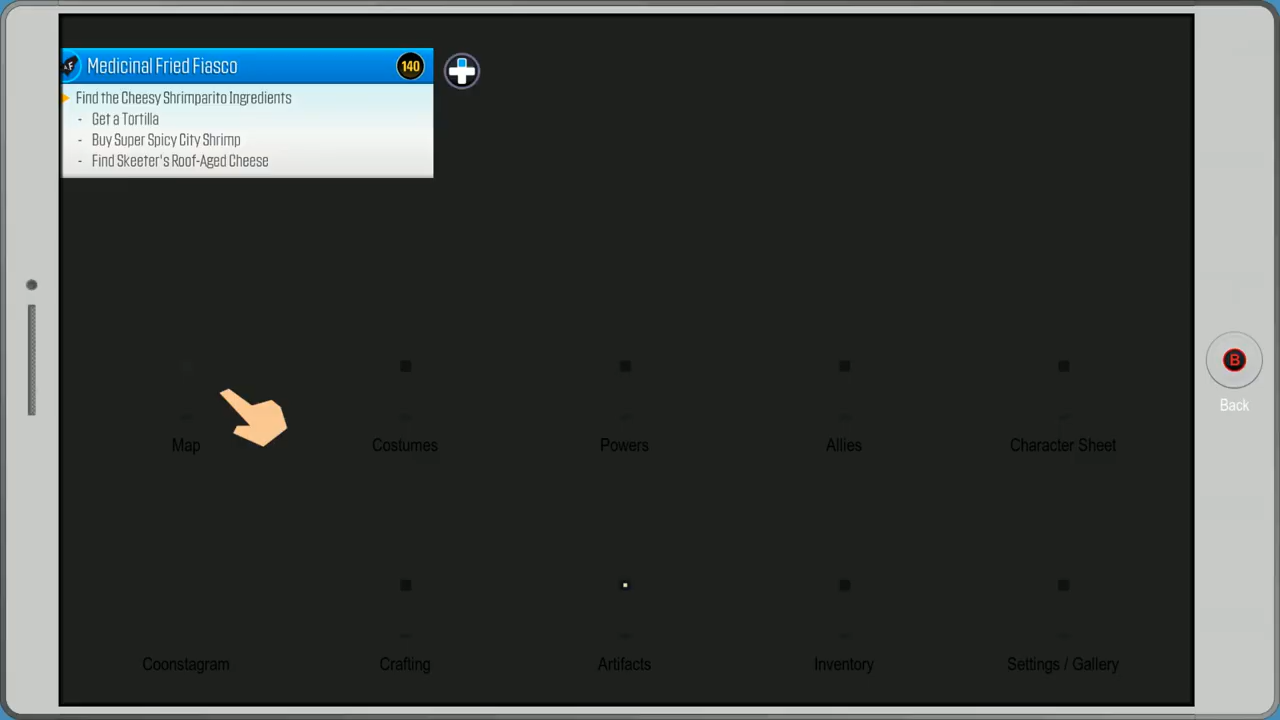 Medicinal Fried Fiasco 140
Find the Cheesy Shrimparito Ingredients
- Get a Tortilla
- Buy Super Spicy City Shrimp
- Find Skeeter's Roof-Aged Cheese
B
Back
Map Costumes Powers Allies Character Sheet
Coonstagram Crafting Artifacts Inventory Settings / Gallery